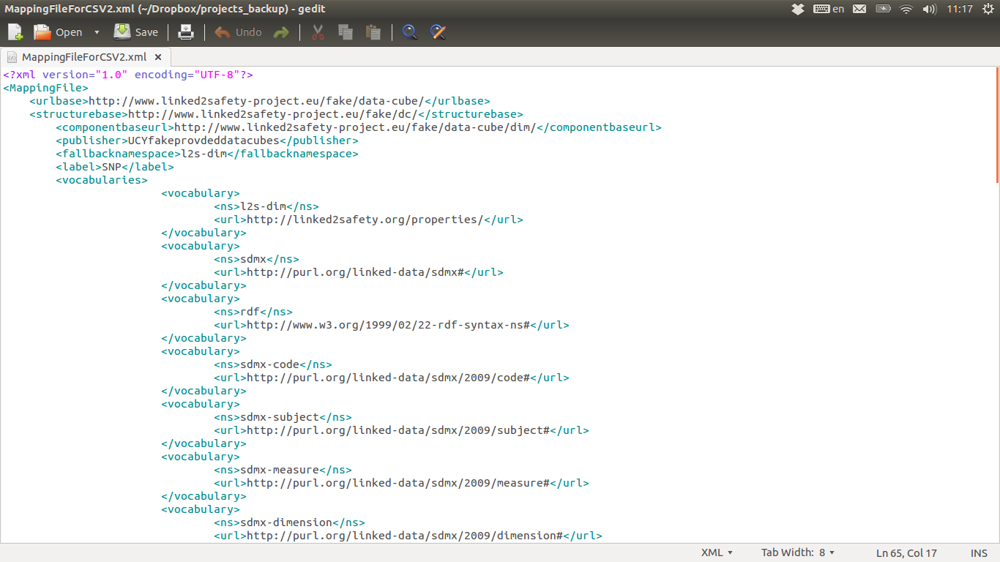 MappingFileForCSV2.xml (~/Dropbox/projects_backup) - gedit
en
11:17
Open
Save
Undo
MappingFileForCSV2.xml
<?xml version="1.0" encoding="UTF-8"?>
<MappingFile>
    <urlbase>http://www.linked2safety-project.eu/fake/data-cube/</urlbase>
    <structurebase>http://www.linked2safety-project.eu/fake/dc/</structurebase>
        <componentbaseurl>http://www.linked2safety-project.eu/fake/data-cube/dim/</componentbaseurl>
        <publisher>UCYfakeprovdeddatacubes</publisher>
        <fallbacknamespace>l2s-dim</fallbacknamespace>
        <label>SNP</label>
        <vocabularies>
                        <vocabulary>
                                <ns>l2s-dim</ns>
                                <url>http://linked2safety.org/properties/</url>
                        </vocabulary>
                        <vocabulary>
                                <ns>sdmx</ns>
                                <url>http://purl.org/linked-data/sdmx#</url>
                        </vocabulary>
                        <vocabulary>
                                <ns>rdf</ns>
                                <url>http://www.w3.org/1999/02/22-rdf-syntax-ns#</url>
                        </vocabulary>
                        <vocabulary>
                                <ns>sdmx-code</ns>
                                <url>http://purl.org/linked-data/sdmx/2009/code#</url>
                        </vocabulary>
                        <vocabulary>
                                <ns>sdmx-subject</ns>
                                <url>http://purl.org/linked-data/sdmx/2009/subject#</url>
                        </vocabulary>
                        <vocabulary>
                                <ns>sdmx-measure</ns>
                                <url>http://purl.org/linked-data/sdmx/2009/measure#</url>
                        </vocabulary>
                        <vocabulary>
                                <ns>sdmx-dimension</ns>
                                <url>http://purl.org/linked-data/sdmx/2009/dimension#</url>
XML
Tab Width: 8
Ln 65, Col 17
INS